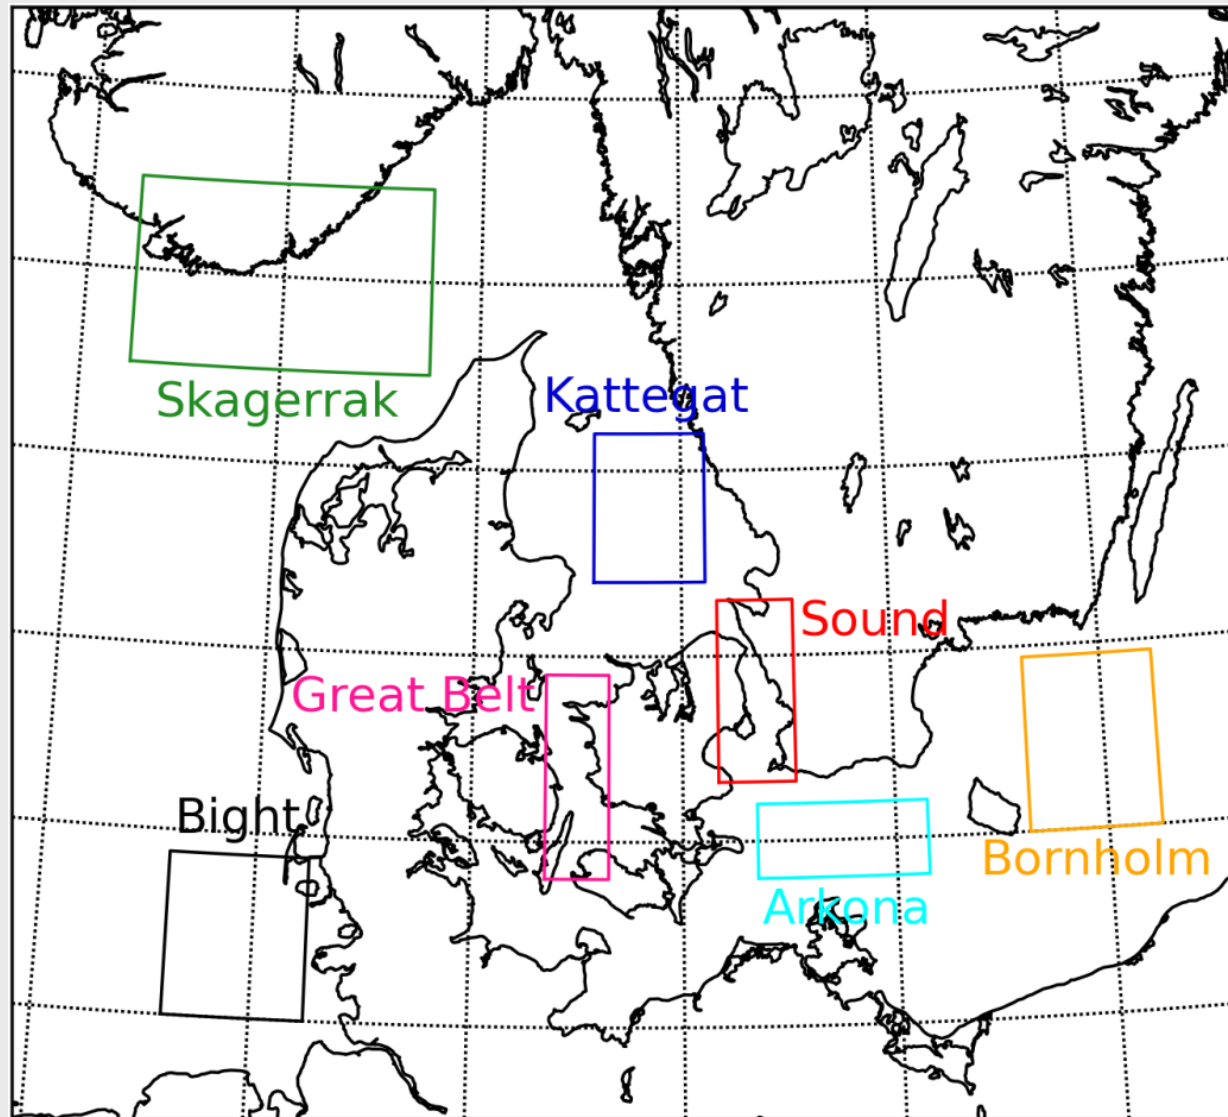 Skagerrak
Kattegat
Sound
Great Belt
Bight
Bornholm
Arkona